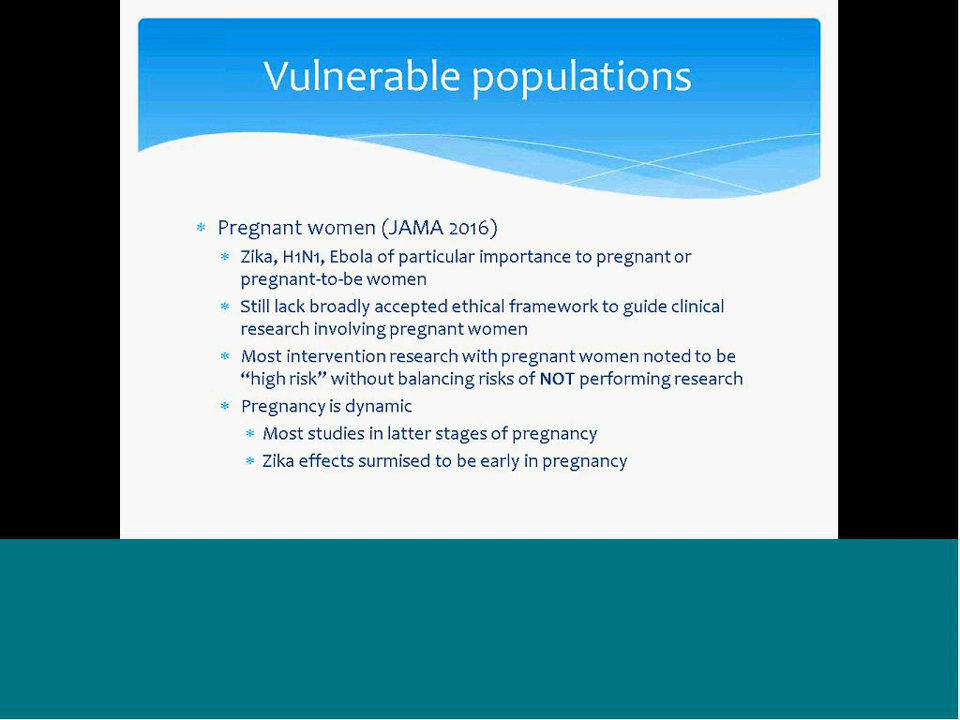 Vulnerable populations
Pregnant women (JAMA 2016)
Zika, H1N1, Ebola of particular importance to pregnant or
pregnant-to-be women
Still lack broadly accepted ethical framework to guide clinical
research involving pregnant women
Most intervention research with pregnant women noted to be
“high risk” without balancing risks of NOT performing research
Pregnancy is dynamic
Most studies in latter stages of pregnancy
Zika effects surmised to be early in pregnancy